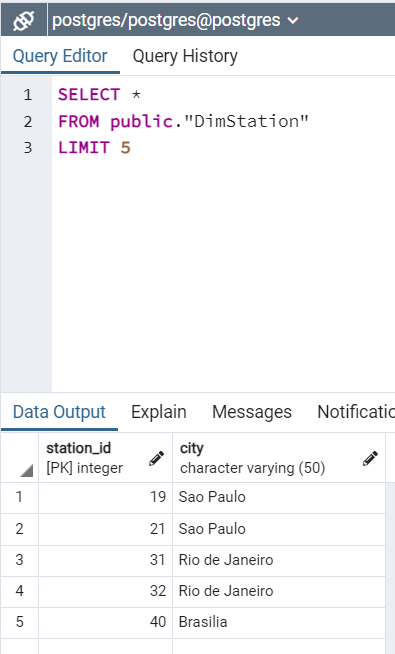 postgres/postgres@postgres
Query Editor Query History
1 SELECT *
2 FROM public."DimStation"
3 LIMIT 5
Data Output Explain Messages Notificatio
station_id city
[PK] integer character varying (50)
1 19 Sao Paulo
2 21 Sao Paulo
3 31 Rio de Janeiro
4 32 Rio de Janeiro
5 40 Brasilia